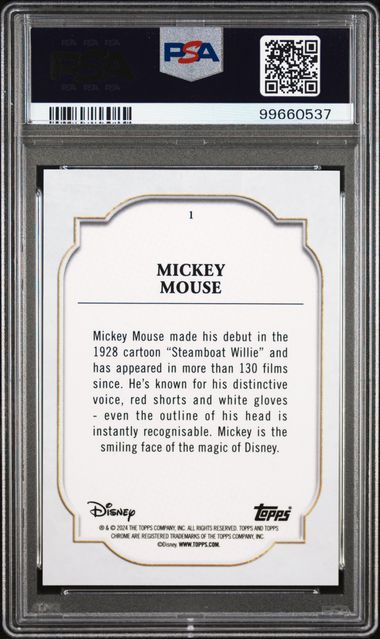 PSA
99660537
1
MICKEY
MOUSE
Mickey Mouse made his debut in the
1928 cartoon “Steamboat Willie” and
has appeared in more than 130 films
since. He's known for his distinctive
voice, red shorts and white gloves
- even the outline of his head is
instantly recognisable. Mickey is the
smiling face of the magic of Disney.
Disney
Topps
® & © 2024 THE TOPPS COMPANY, INC. ALL RIGHTS RESERVED. TOPPS AND TOPPS
CHROME ARE REGISTERED TRADEMARKS OF THE TOPPS COMPANY, INC.
©Disney. WWW.TOPPS.COM.